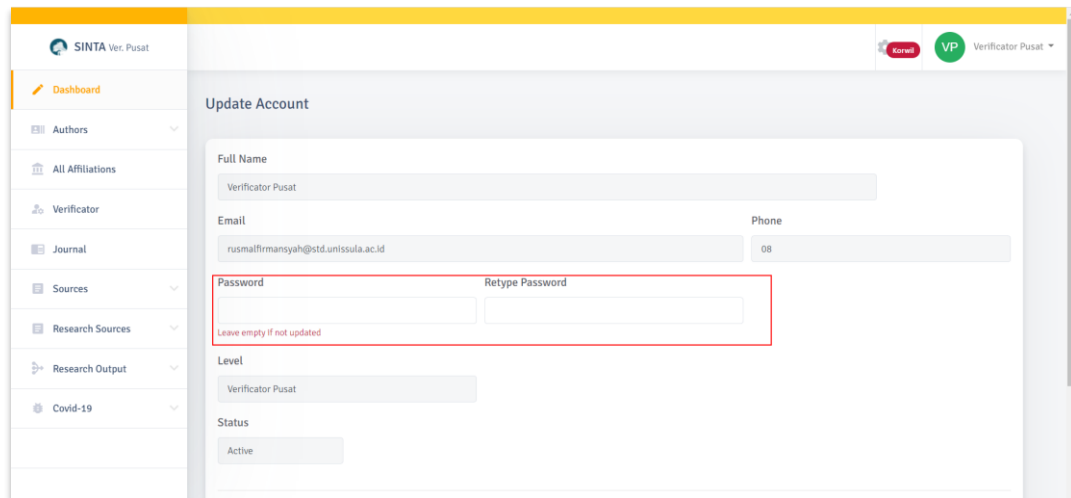 SINTA Ver. Pusat
Korwil
VP
Verificator Pusat
Dashboard
Authors
All Affiliations
Verificator
Journal
Sources
Research Sources
Research Output
Covid-19
Update Account
Full Name
Verificator Pusat
Email Phone
rusmalfirmansyah@std.unissula.ac.id 08
Password Retype Password
Leave empty if not updated
Level
Verificator Pusat
Status
Active